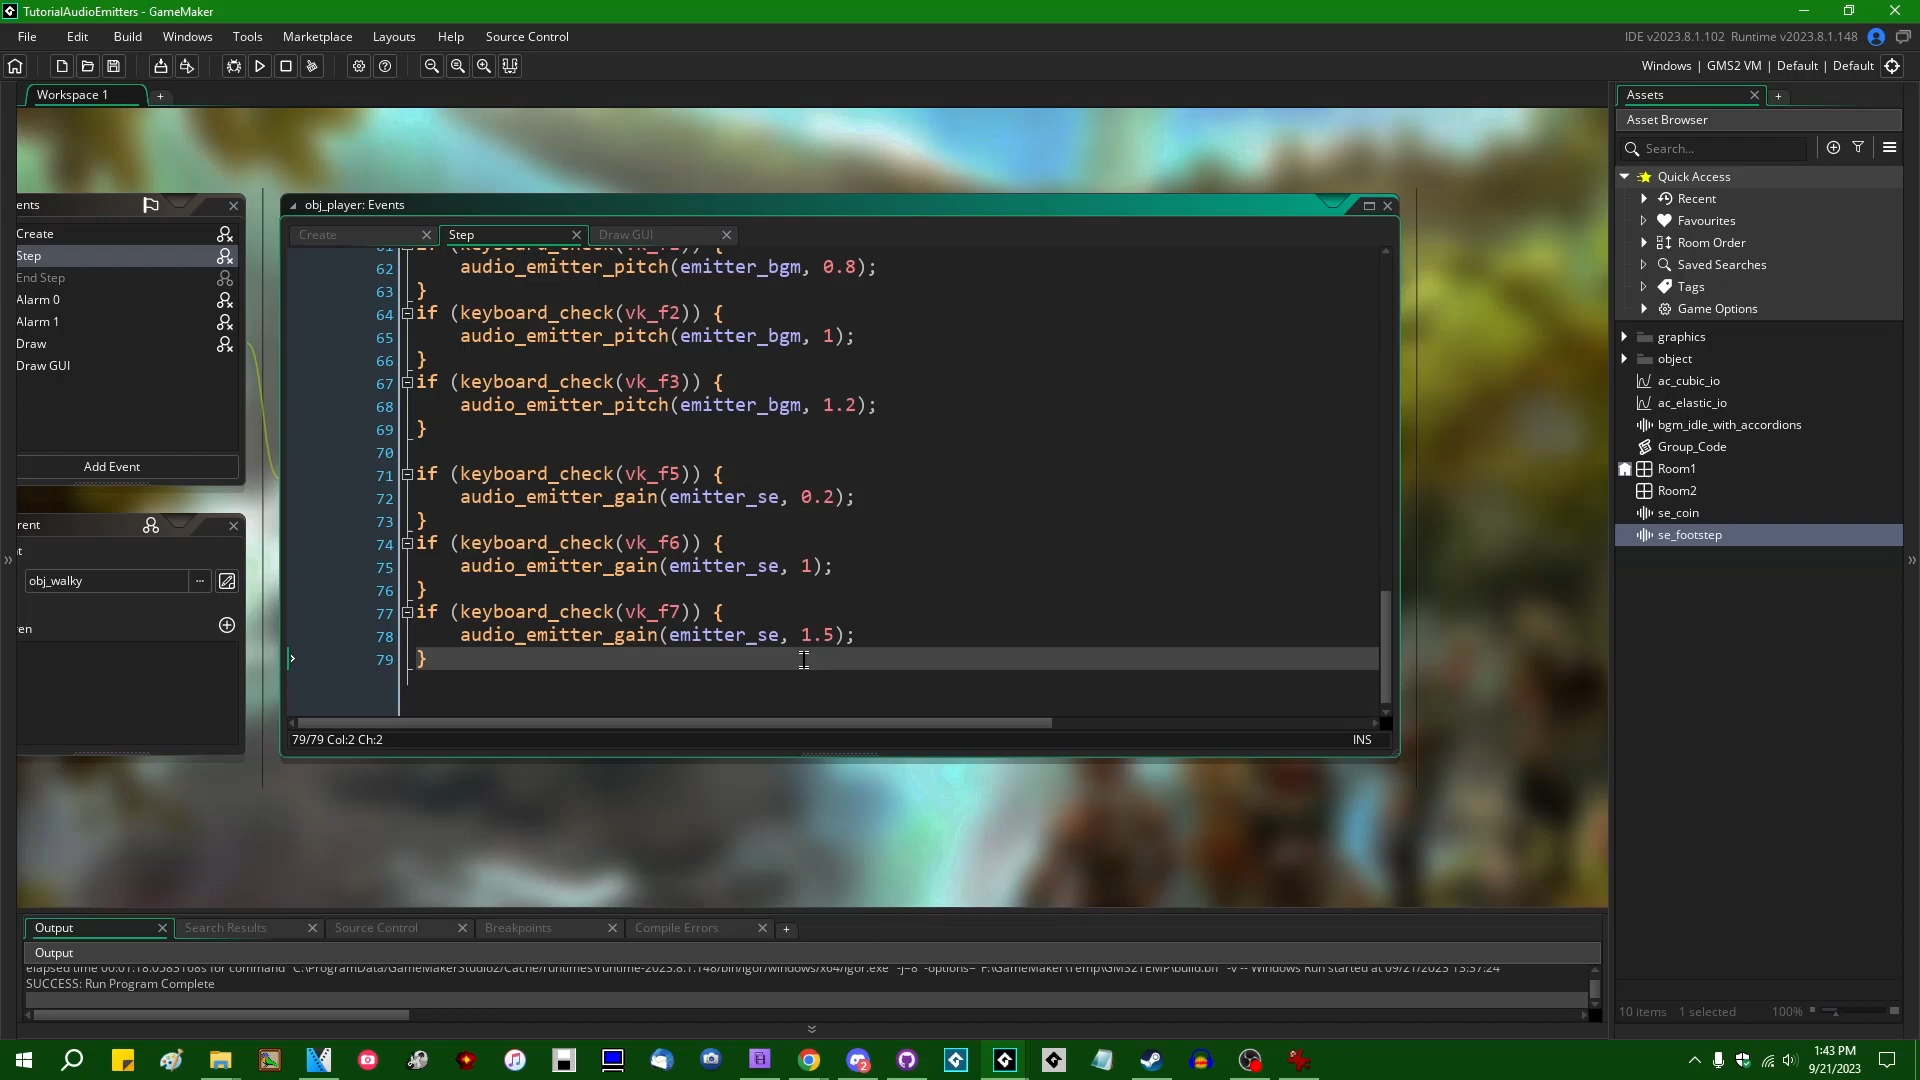 TutorialAudioEmitters - GameMaker
File Edit Build Windows Tools Marketplace Layouts Help Source Control
IDE v2023.8.1.102 Runtime v2023.8.1.148
Windows | GMS2 VM | Default | Default
Workspace 1
Assets
Asset Browser
Search...
Quick Access
Recent
Favourites
Room Order
Saved Searches
Tags
Game Options
graphics
object
ac_cubic_io
ac_elastic_io
bgm_idle_with_accordions
Group_Code
Room1
Room2
se_coin
se_footstep
10 items 1 selected 100%
ents
Create
Step
End Step
Alarm 0
Alarm 1
Draw
Draw GUI
Add Event
rent
t
obj_walky
...
ren
obj_player: Events
Create Step Draw GUI
62 audio_emitter_pitch(emitter_bgm, 0.8);
63 }
64 if (keyboard_check(vk_f2)) {
65 audio_emitter_pitch(emitter_bgm, 1);
66 }
67 if (keyboard_check(vk_f3)) {
68 audio_emitter_pitch(emitter_bgm, 1.2);
69 }
70
71 if (keyboard_check(vk_f5)) {
72 audio_emitter_gain(emitter_se, 0.2);
73 }
74 if (keyboard_check(vk_f6)) {
75 audio_emitter_gain(emitter_se, 1);
76 }
77 if (keyboard_check(vk_f7)) {
78 audio_emitter_gain(emitter_se, 1.5);
79 }
79/79 Col:2 Ch:2
INS
Output Search Results Source Control Breakpoints Compile Errors
Output
SUCCESS: Run Program Complete
1:43 PM
9/21/2023